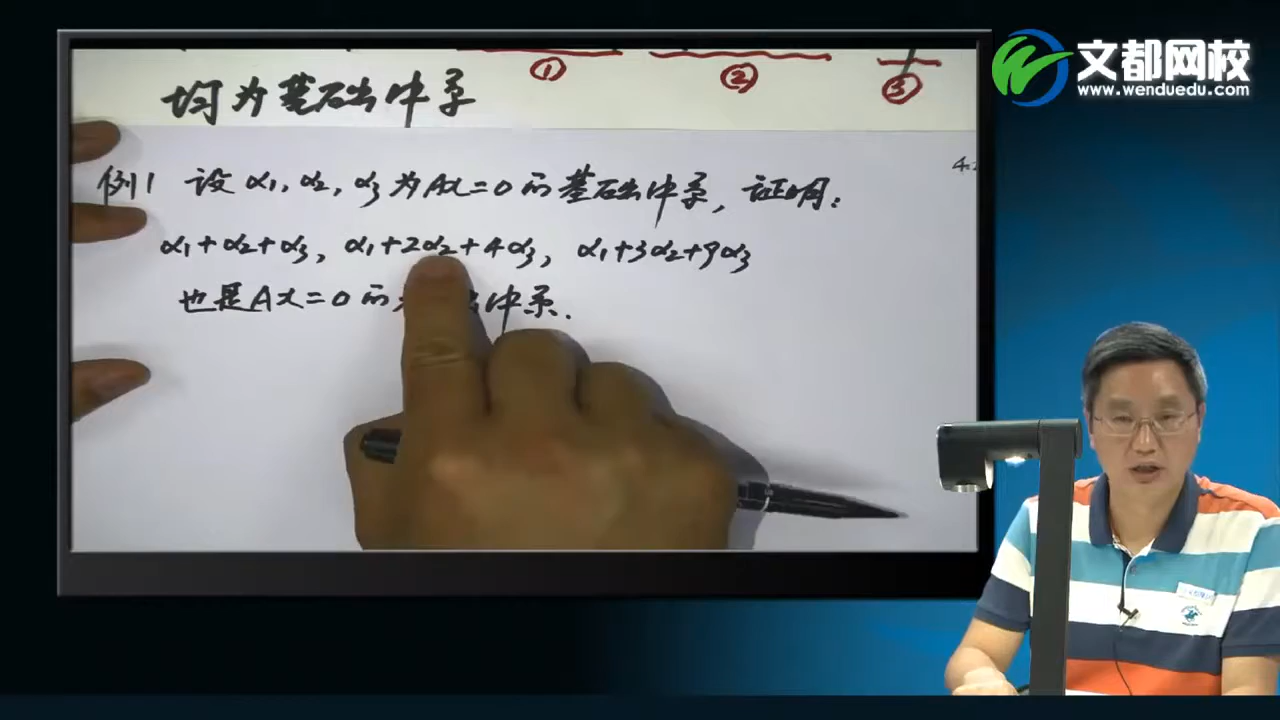 文都网校
www.wenduedu.com
① ② ③
均为基础解系
例1 设α1,α2,α3为Ax=0的基础解系,证明:
α1+α2+α3, α1+2α2+4α3, α1+3α2+9α3
也是Ax=0的 系.